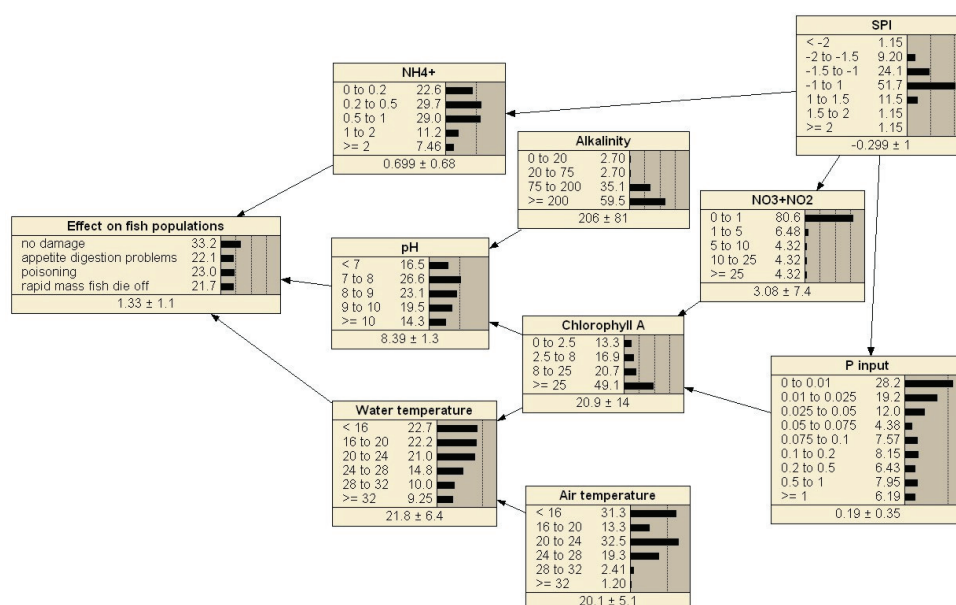 SPI
< -2 1.15
-2 to -1.5 9.20
-1.5 to -1 24.1
-1 to 1 51.7
1 to 1.5 11.5
1.5 to 2 1.15
>= 2 1.15
-0.299 ± 1
NH4+
0 to 0.2 22.6
0.2 to 0.5 29.7
0.5 to 1 29.0
1 to 2 11.2
>= 2 7.46
0.699 ± 0.68
Alkalinity
0 to 20 2.70
20 to 75 2.70
75 to 200 35.1
>= 200 59.5
206 ± 81
NO3+NO2
0 to 1 80.6
1 to 5 6.48
5 to 10 4.32
10 to 25 4.32
>= 25 4.32
3.08 ± 7.4
Effect on fish populations
no damage 33.2
appetite digestion problems 22.1
poisoning 23.0
rapid mass fish die off 21.7
1.33 ± 1.1
pH
< 7 16.5
7 to 8 26.6
8 to 9 23.1
9 to 10 19.5
>= 10 14.3
8.39 ± 1.3
Chlorophyll A
0 to 2.5 13.3
2.5 to 8 16.9
8 to 25 20.7
>= 25 49.1
20.9 ± 14
P input
0 to 0.01 28.2
0.01 to 0.025 19.2
0.025 to 0.05 12.0
0.05 to 0.075 4.38
0.075 to 0.1 7.57
0.1 to 0.2 8.15
0.2 to 0.5 6.43
0.5 to 1 7.95
>= 1 6.19
0.19 ± 0.35
Water temperature
< 16 22.7
16 to 20 22.2
20 to 24 21.0
24 to 28 14.8
28 to 32 10.0
>= 32 9.25
21.8 ± 6.4
Air temperature
< 16 31.3
16 to 20 13.3
20 to 24 32.5
24 to 28 19.3
28 to 32 2.41
>= 32 1.20
20.1 ± 5.1